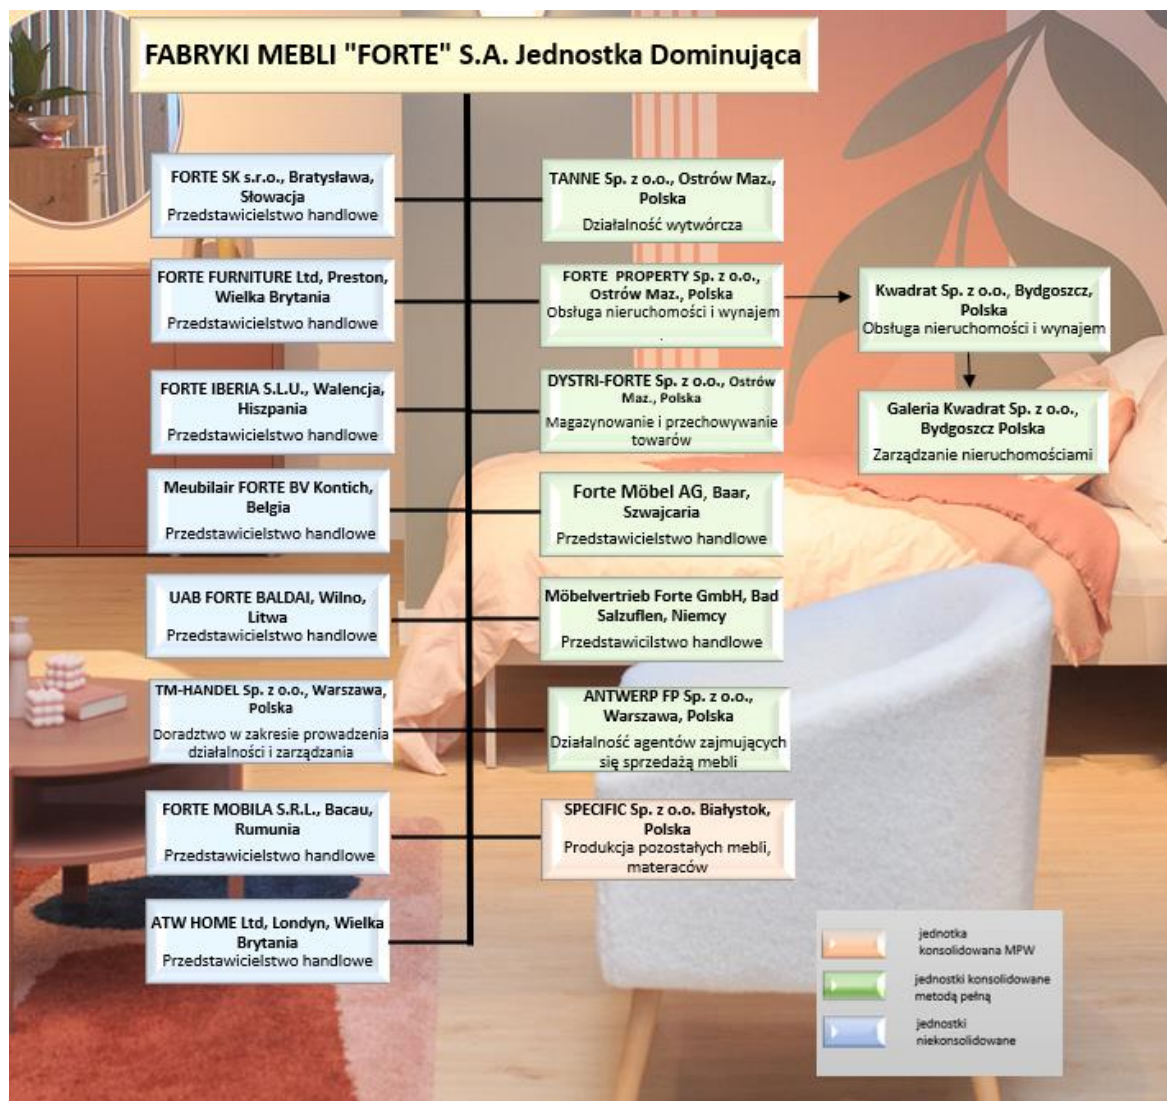 FABRYKI MEBLI "FORTE" S.A. Jednostka Dominująca
FORTE SK s.r.o., Bratysława,
Słowacja
Przedstawicielstwo handlowe
TANNE Sp. z o.o., Ostrów Maz.,
Polska
Działalność wytwórcza
FORTE FURNITURE Ltd, Preston,
Wielka Brytania
Przedstawicielstwo handlowe
FORTE PROPERTY Sp. z o.o.,
Ostrów Maz., Polska
Obsługa nieruchomości i wynajem
.
Kwadrat Sp. z o.o., Bydgoszcz,
Polska
Obsługa nieruchomości i wynajem
FORTE IBERIA S.L.U., Walencja,
Hiszpania
Przedstawicielstwo handlowe
DYSTRI-FORTE Sp. z o.o., Ostrów
Maz., Polska
Magazynowanie i przechowywanie
towarów
Galeria Kwadrat Sp. z o.o.,
Bydgoszcz Polska
Zarządzanie nieruchomościami
Meubilair FORTE BV Kontich,
Belgia
Przedstawicielstwo handlowe
Forte Möbel AG, Baar,
Szwajcaria
Przedstawicielstwo handlowe
UAB FORTE BALDAI, Wilno,
Litwa
Przedstawicielstwo handlowe
Möbelvertrieb Forte GmbH, Bad
Salzuflen, Niemcy
Przedstawicilstwo handlowe
TM-HANDEL Sp. z o.o., Warszawa,
Polska
Doradztwo w zakresie prowadzenia
działalności i zarządzania
ANTWERP FP Sp. z o.o.,
Warszawa, Polska
Działalność agentów zajmujących
się sprzedażą mebli
FORTE MOBILA S.R.L., Bacau,
Rumunia
Przedstawicielstwo handlowe
SPECIFIC Sp. z o.o. Białystok,
Polska
Produkcja pozostałych mebli,
materaców
ATW HOME Ltd, Londyn, Wielka
Brytania
Przedstawicielstwo handlowe
jednotka
konsolidowana MPW
jednostki konsolidowane
metodą pełną
jednostki
niekonsolidowane